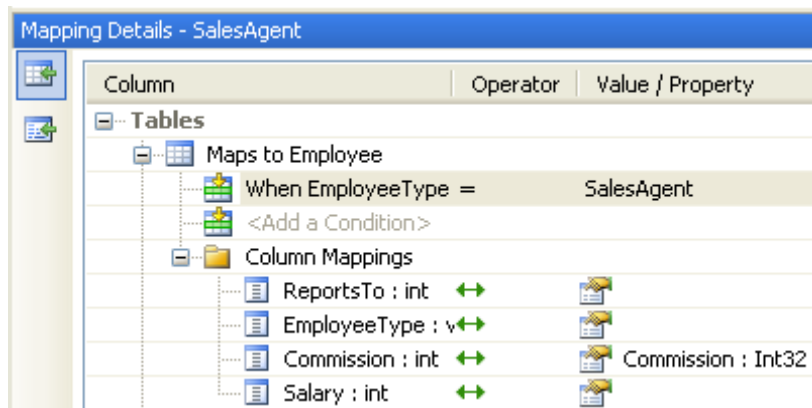 Mapping Details - SalesAgent
Column Operator Value / Property
Tables
Maps to Employee
When EmployeeType = SalesAgent
<Add a Condition>
Column Mappings
ReportsTo : int
EmployeeType : v
Commission : int Commission : Int32
Salary : int